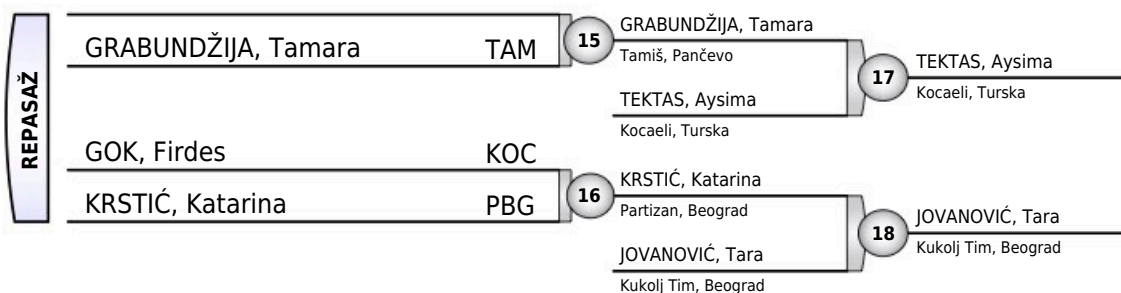 REPASAŽ
GRABUNDŽIJA, Tamara TAM
15
GRABUNDŽIJA, Tamara
Tamiš, Pančevo
TEKTAS, Aysima
Kocaeli, Turska
17
TEKTAS, Aysima
Kocaeli, Turska
GOK, Firdes KOC
KRSTIĆ, Katarina PBG
16
KRSTIĆ, Katarina
Partizan, Beograd
JOVANOVIĆ, Tara
Kukolj Tim, Beograd
18
JOVANOVIĆ, Tara
Kukolj Tim, Beograd